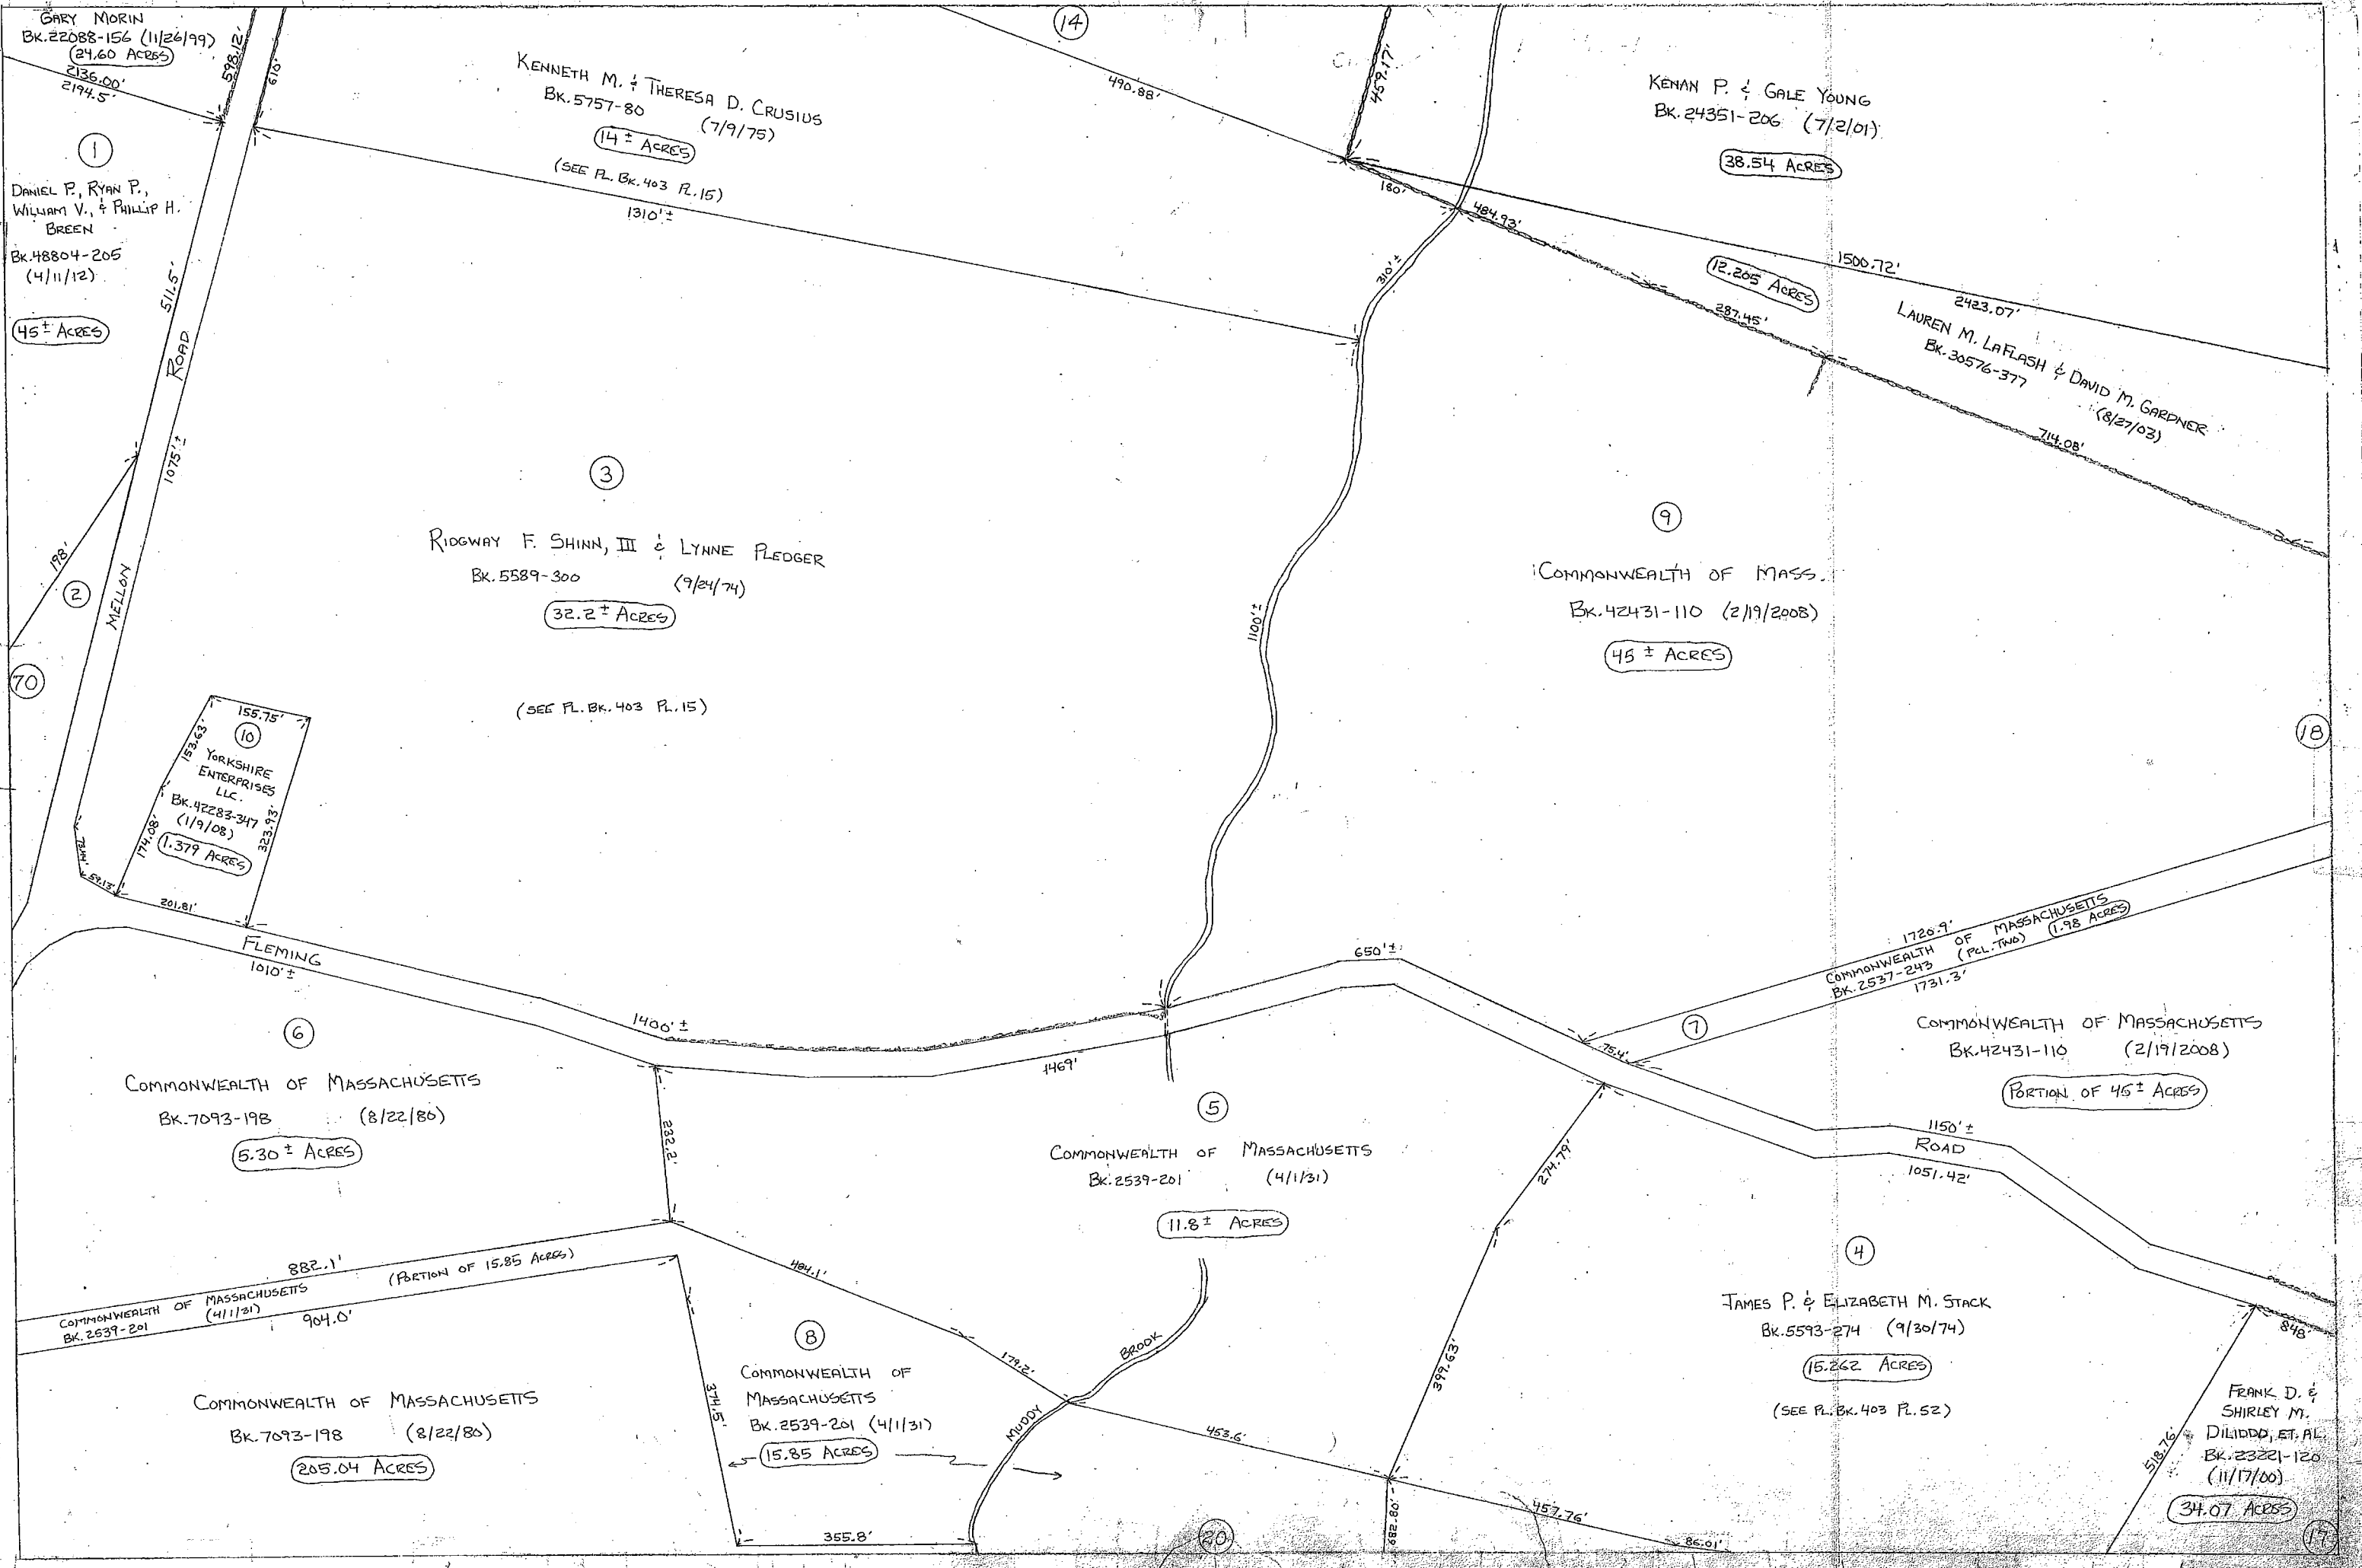 GARY MORIN
BK.22088-156 (11/26/99)
(24.60 ACRES)
2136.00'
2194.5'
598.12'
610'
KENNETH M. & THERESA D. CRUSIUS
BK.5757-80 (7/9/75)
14 ± ACRES
(SEE PL. BK. 403 PL. 15)
1310'±
14
490.88'
459.17'
KENAN P. & GALE YOUNG
BK. 24351-206 (7/2/01)
38.54 ACRES
180'
484.93'
1500.72'
2423.07'
12.205 ACRES
287.45'
LAUREN M. LAFLASH & DAVID M. GARDNER
BK. 30576-377 (8/27/03)
714.08'
310'±
1
DANIEL P., RYAN P.,
WILLIAM V., & PHILLIP H.
BREEN
BK.48804-205
(4/11/12)
45± ACRES
511.5'
ROAD
1075'±
198'
2
MELLON
70
3
RIDGWAY F. SHINN, III & LYNNE PLEDGER
BK. 5589-300 (9/24/74)
32.2± ACRES
(SEE PL. BK. 403 PL. 15)
1100'±
9
COMMONWEALTH OF MASS.
BK.42431-110 (2/19/2008)
45 ± ACRES
18
155.75'
153.63'
10
YORKSHIRE
ENTERPRISES
LLC.
BK.42283-347
(1/9/08)
1.379 ACRES
174.08'
323.93'
59.13'
201.81'
FLEMING
1010'±
1400'±
1469'
650'±
1720.9'
COMMONWEALTH OF MASSACHUSETTS
BK. 2537-243 (PCL. TWO) 1.98 ACRES
1731.3'
75.4'
7
COMMONWEALTH OF MASSACHUSETTS
BK.42431-110 (2/19/2008)
PORTION OF 45± ACRES
1150'±
ROAD
1051.42'
6
COMMONWEALTH OF MASSACHUSETTS
BK. 7093-198 (8/22/80)
5.30± ACRES
232.2'
5
COMMONWEALTH OF MASSACHUSETTS
BK. 2539-201 (4/1/31)
11.8± ACRES
274.79'
399.63'
4
JAMES P. & ELIZABETH M. STACK
BK. 5593-274 (9/30/74)
15.262 ACRES
(SEE PL. BK. 403 PL. 52)
848'
882.1'
(PORTION OF 15.85 ACRES)
COMMONWEALTH OF MASSACHUSETTS
BK. 2539-201 (4/1/31)
904.0'
484.1'
179.2'
BROOK
MUDDY
8
COMMONWEALTH OF
MASSACHUSETTS
BK. 2539-201 (4/1/31)
15.85 ACRES
374.5'
355.8'
COMMONWEALTH OF MASSACHUSETTS
BK. 7093-198 (8/22/80)
205.04 ACRES
453.6'
682.80'
457.76'
86.01'
20
518.76'
FRANK D. &
SHIRLEY M.
DILIDDO, ET. AL.
BK. 23221-120
(11/17/00)
34.07 ACRES
17